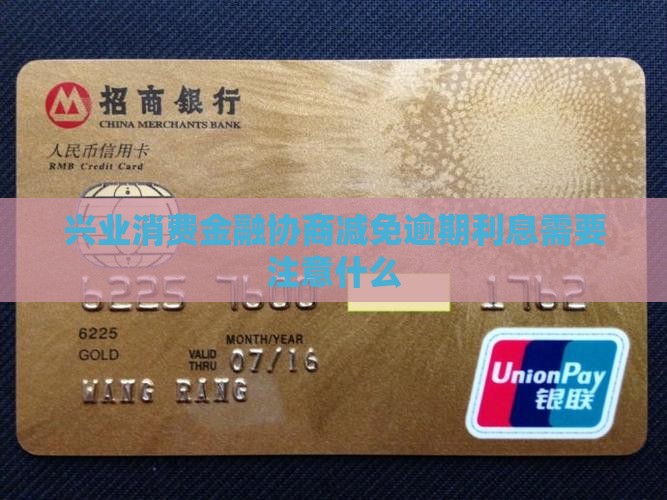 招商银行
CHINA MERCHANTS BANK
人民币信用卡
RMB Credit Card
兴业消费金融协商减免逾期利息需要
注意什么
6225 7600 1762
6225
GOLD
MONTH/YEAR
VALID
THRU 07/16
WANG RANG
UnionPay
银联